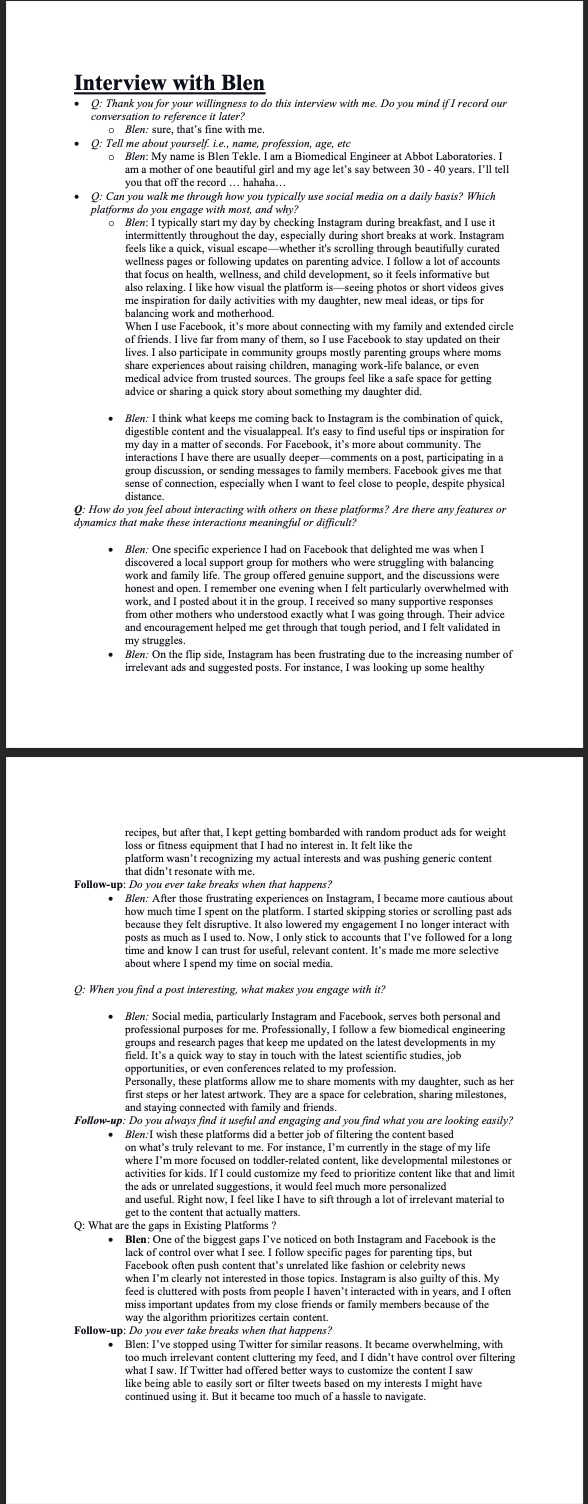 Interview with Blen
• Q: Thank you for your willingness to do this interview with me. Do you mind if I record our
conversation to reference it later?
o Blen: sure, that's fine with me.
• Q: Tell me about yourself. i.e., name, profession, age, etc
o Blen: My name is Blen Tekle. I am a Biomedical Engineer at Abbot Laboratories. I
am a mother of one beautiful girl and my age let's say between 30 - 40 years. I'll tell
you that off the record … hahaha…
• Q: Can you walk me through how you typically use social media on a daily basis? Which
platforms do you engage with most, and why?
o Blen: I typically start my day by checking Instagram during breakfast, and I use it
intermittently throughout the day, especially during short breaks at work. Instagram
feels like a quick, visual escape—whether it's scrolling through beautifully curated
wellness pages or following updates on parenting advice. I follow a lot of accounts
that focus on health, wellness, and child development, so it feels informative but
also relaxing. I like how visual the platform is—seeing photos or short videos gives
me inspiration for daily activities with my daughter, new meal ideas, or tips for
balancing work and motherhood.
When I use Facebook, it's more about connecting with my family and extended circle
of friends. I live far from many of them, so I use Facebook to stay updated on their
lives. I also participate in community groups mostly parenting groups where moms
share experiences about raising children, managing work-life balance, or even
medical advice from trusted sources. The groups feel like a safe space for getting
advice or sharing a quick story about something my daughter did.
• Blen: I think what keeps me coming back to Instagram is the combination of quick,
digestible content and the visualappeal. It's easy to find useful tips or inspiration for
my day in a matter of seconds. For Facebook, it's more about community. The
interactions I have there are usually deeper—comments on a post, participating in a
group discussion, or sending messages to family members. Facebook gives me that
sense of connection, especially when I want to feel close to people, despite physical
distance.
Q: How do you feel about interacting with others on these platforms? Are there any features or
dynamics that make these interactions meaningful or difficult?
• Blen: One specific experience I had on Facebook that delighted me was when I
discovered a local support group for mothers who were struggling with balancing
work and family life. The group offered genuine support, and the discussions were
honest and open. I remember one evening when I felt particularly overwhelmed with
work, and I posted about it in the group. I received so many supportive responses
from other mothers who understood exactly what I was going through. Their advice
and encouragement helped me get through that tough period, and I felt validated in
my struggles.
• Blen: On the flip side, Instagram has been frustrating due to the increasing number of
irrelevant ads and suggested posts. For instance, I was looking up some healthy
recipes, but after that, I kept getting bombarded with random product ads for weight
loss or fitness equipment that I had no interest in. It felt like the
platform wasn't recognizing my actual interests and was pushing generic content
that didn't resonate with me.
Follow-up: Do you ever take breaks when that happens?
• Blen: After those frustrating experiences on Instagram, I became more cautious about
how much time I spent on the platform. I started skipping stories or scrolling past ads
because they felt disruptive. It also lowered my engagement I no longer interact with
posts as much as I used to. Now, I only stick to accounts that I've followed for a long
time and know I can trust for useful, relevant content. It's made me more selective
about where I spend my time on social media.
Q: When you find a post interesting, what makes you engage with it?
• Blen: Social media, particularly Instagram and Facebook, serves both personal and
professional purposes for me. Professionally, I follow a few biomedical engineering
groups and research pages that keep me updated on the latest developments in my
field. It's a quick way to stay in touch with the latest scientific studies, job
opportunities, or even conferences related to my profession.
Personally, these platforms allow me to share moments with my daughter, such as her
first steps or her latest artwork. They are a space for celebration, sharing milestones,
and staying connected with family and friends.
Follow-up: Do you always find it useful and engaging and you find what you are looking easily?
• Blen:I wish these platforms did a better job of filtering the content based
on what's truly relevant to me. For instance, I'm currently in the stage of my life
where I'm more focused on toddler-related content, like developmental milestones or
activities for kids. If I could customize my feed to prioritize content like that and limit
the ads or unrelated suggestions, it would feel much more personalized
and useful. Right now, I feel like I have to sift through a lot of irrelevant material to
get to the content that actually matters.
Q: What are the gaps in Existing Platforms ?
• Blen: One of the biggest gaps I've noticed on both Instagram and Facebook is the
lack of control over what I see. I follow specific pages for parenting tips, but
Facebook often push content that's unrelated like fashion or celebrity news
when I'm clearly not interested in those topics. Instagram is also guilty of this. My
feed is cluttered with posts from people I haven't interacted with in years, and I often
miss important updates from my close friends or family members because of the
way the algorithm prioritizes certain content.
Follow-up: Do you ever take breaks when that happens?
• Blen: I've stopped using Twitter for similar reasons. It became overwhelming, with
too much irrelevant content cluttering my feed, and I didn't have control over filtering
what I saw. If Twitter had offered better ways to customize the content I saw
like being able to easily sort or filter tweets based on my interests I might have
continued using it. But it became too much of a hassle to navigate.